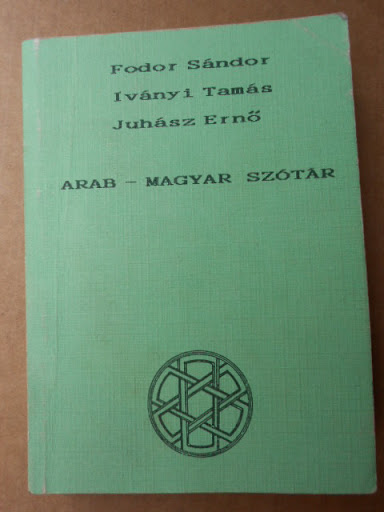 Fodor Sándor
Iványi Tamás
Juhász Ernő
ARAB – MAGYAR SZÓTÁR